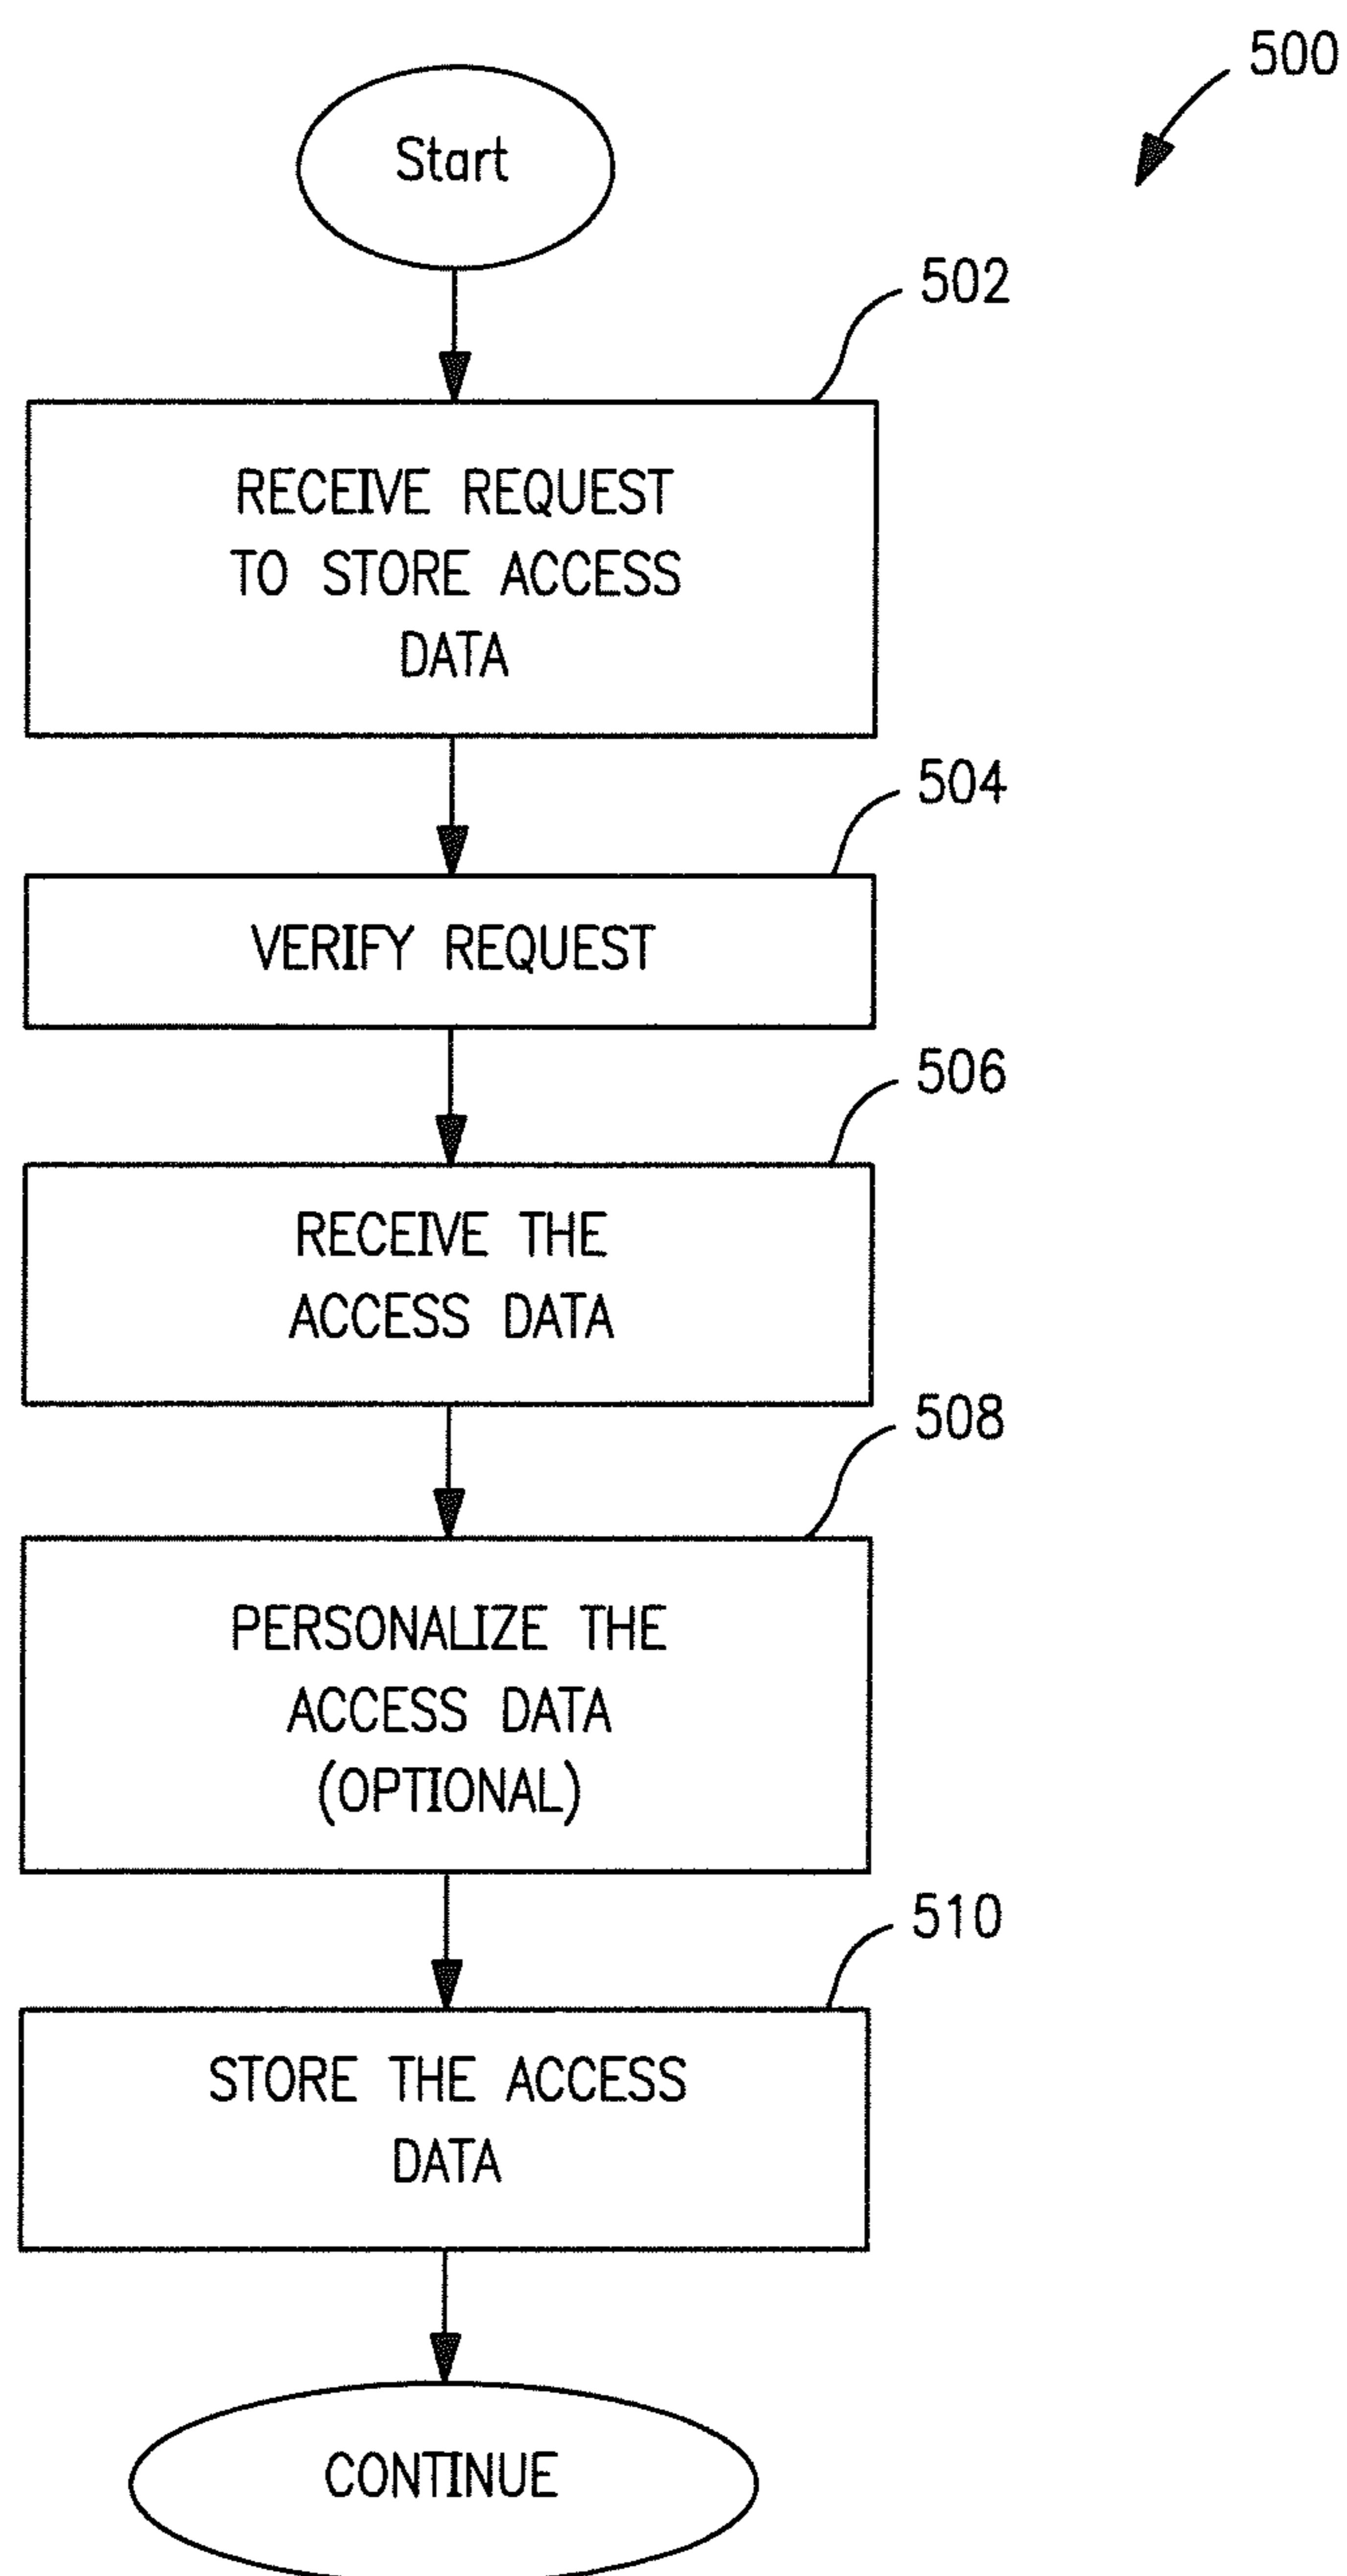 500
Start
502
RECEIVE REQUEST
TO STORE ACCESS
DATA
504
VERIFY REQUEST
506
RECEIVE THE
ACCESS DATA
508
PERSONALIZE THE
ACCESS DATA
(OPTIONAL)
510
STORE THE ACCESS
DATA
CONTINUE